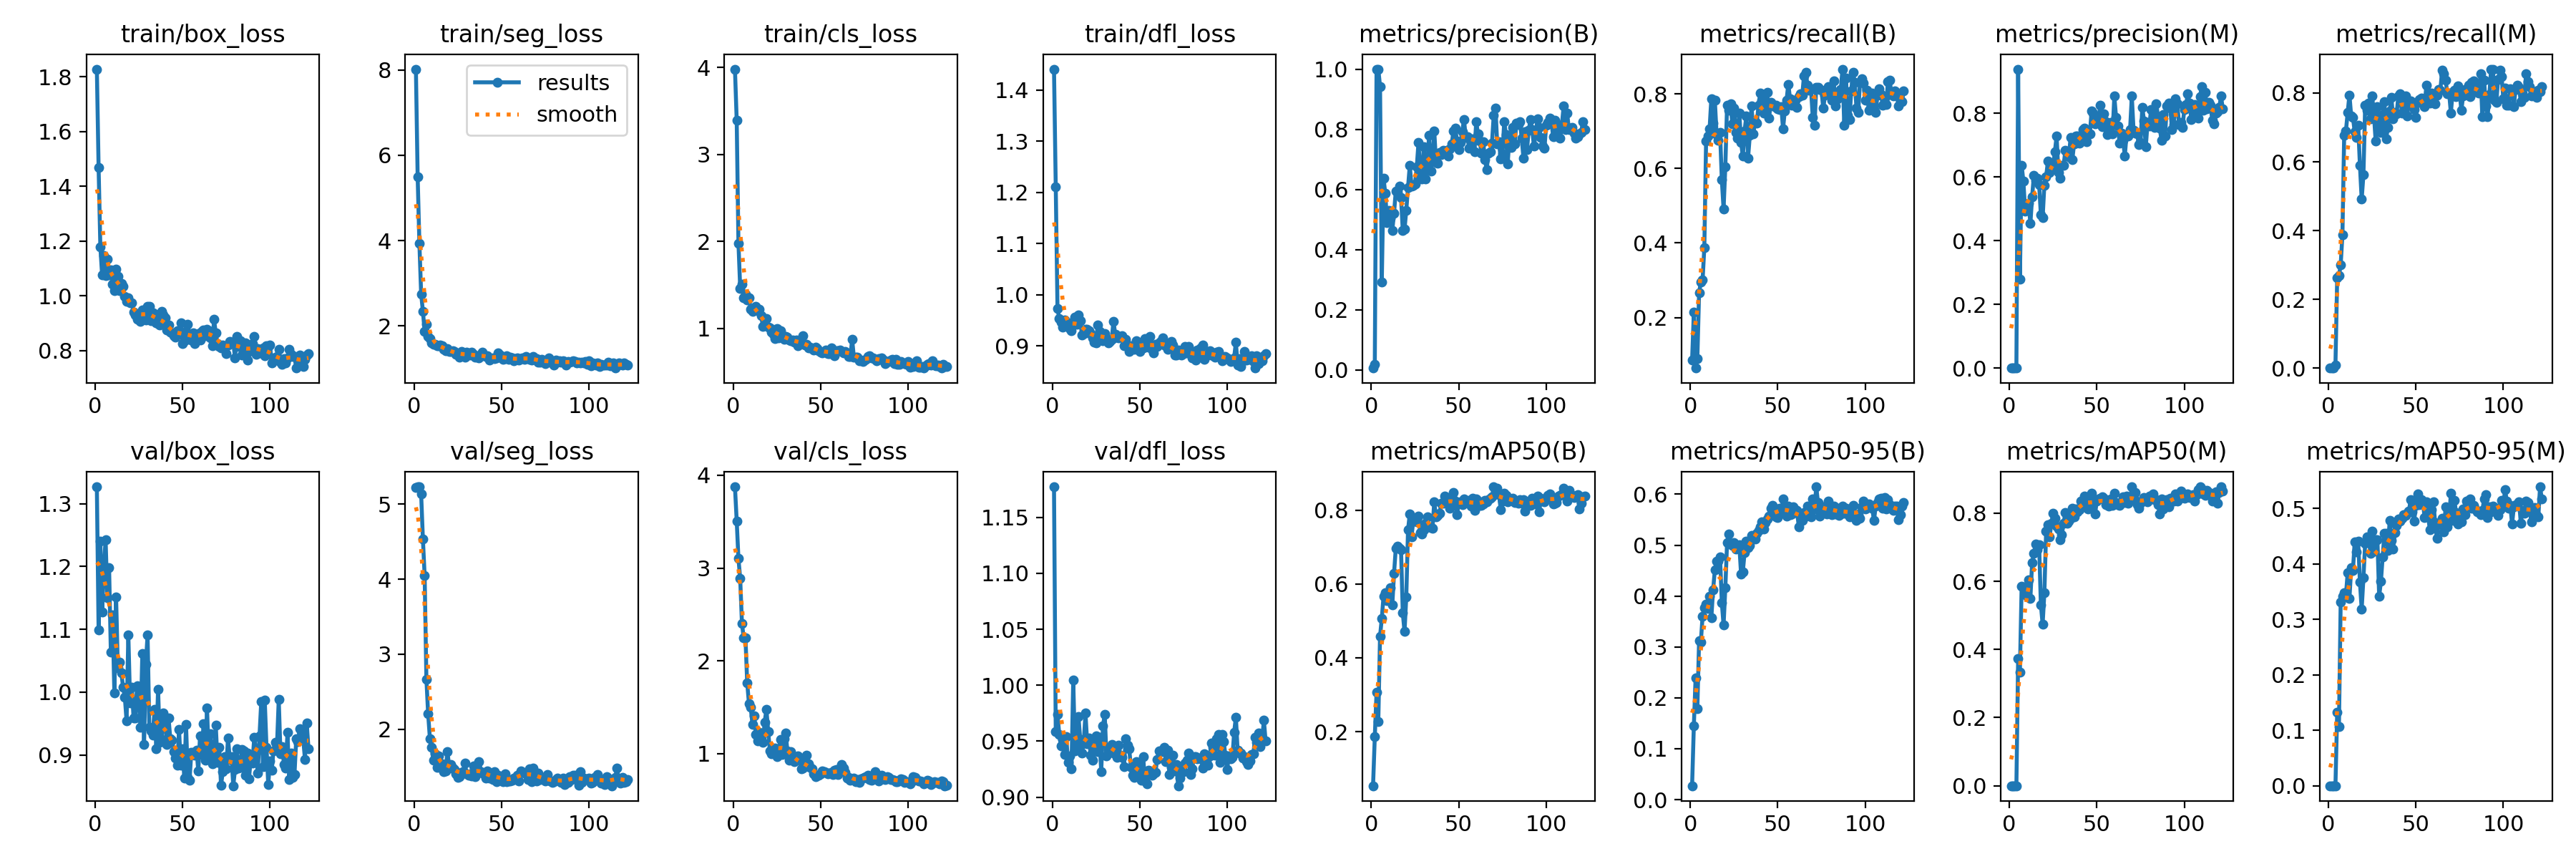 train/box_loss
train/seg_loss
train/cls_loss
train/dfl_loss
metrics/precision(B)
metrics/recall(B)
metrics/precision(M)
metrics/recall(M)
results
smooth
1.8
1.6
1.4
1.2
1.0
0.8
0 50 100
8
6
4
2
0 50 100
4
3
2
1
0 50 100
1.4
1.3
1.2
1.1
1.0
0.9
0 50 100
1.0
0.8
0.6
0.4
0.2
0.0
0 50 100
0.8
0.6
0.4
0.2
0 50 100
0.8
0.6
0.4
0.2
0.0
0 50 100
0.8
0.6
0.4
0.2
0.0
0 50 100
val/box_loss
val/seg_loss
val/cls_loss
val/dfl_loss
metrics/mAP50(B)
metrics/mAP50-95(B)
metrics/mAP50(M)
metrics/mAP50-95(M)
1.3
1.2
1.1
1.0
0.9
0 50 100
5
4
3
2
0 50 100
4
3
2
1
0 50 100
1.15
1.10
1.05
1.00
0.95
0.90
0 50 100
0.8
0.6
0.4
0.2
0 50 100
0.6
0.5
0.4
0.3
0.2
0.1
0.0
0 50 100
0.8
0.6
0.4
0.2
0.0
0 50 100
0.5
0.4
0.3
0.2
0.1
0.0
0 50 100